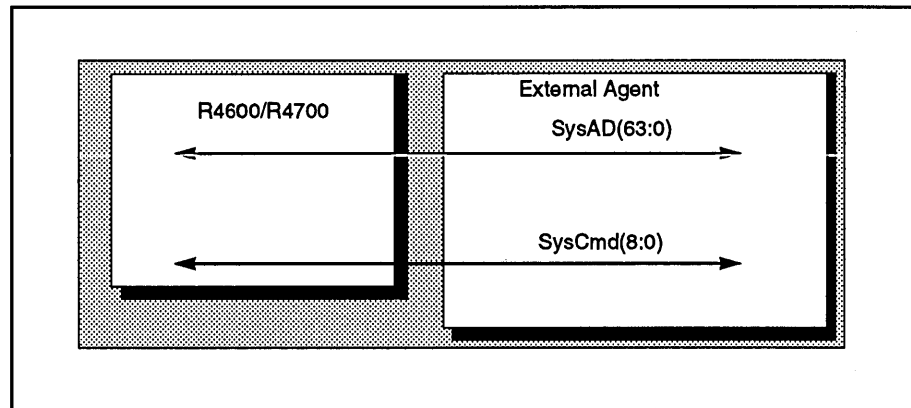 R4600/R4700
External Agent
SysAD(63:0)
SysCmd(8:0)